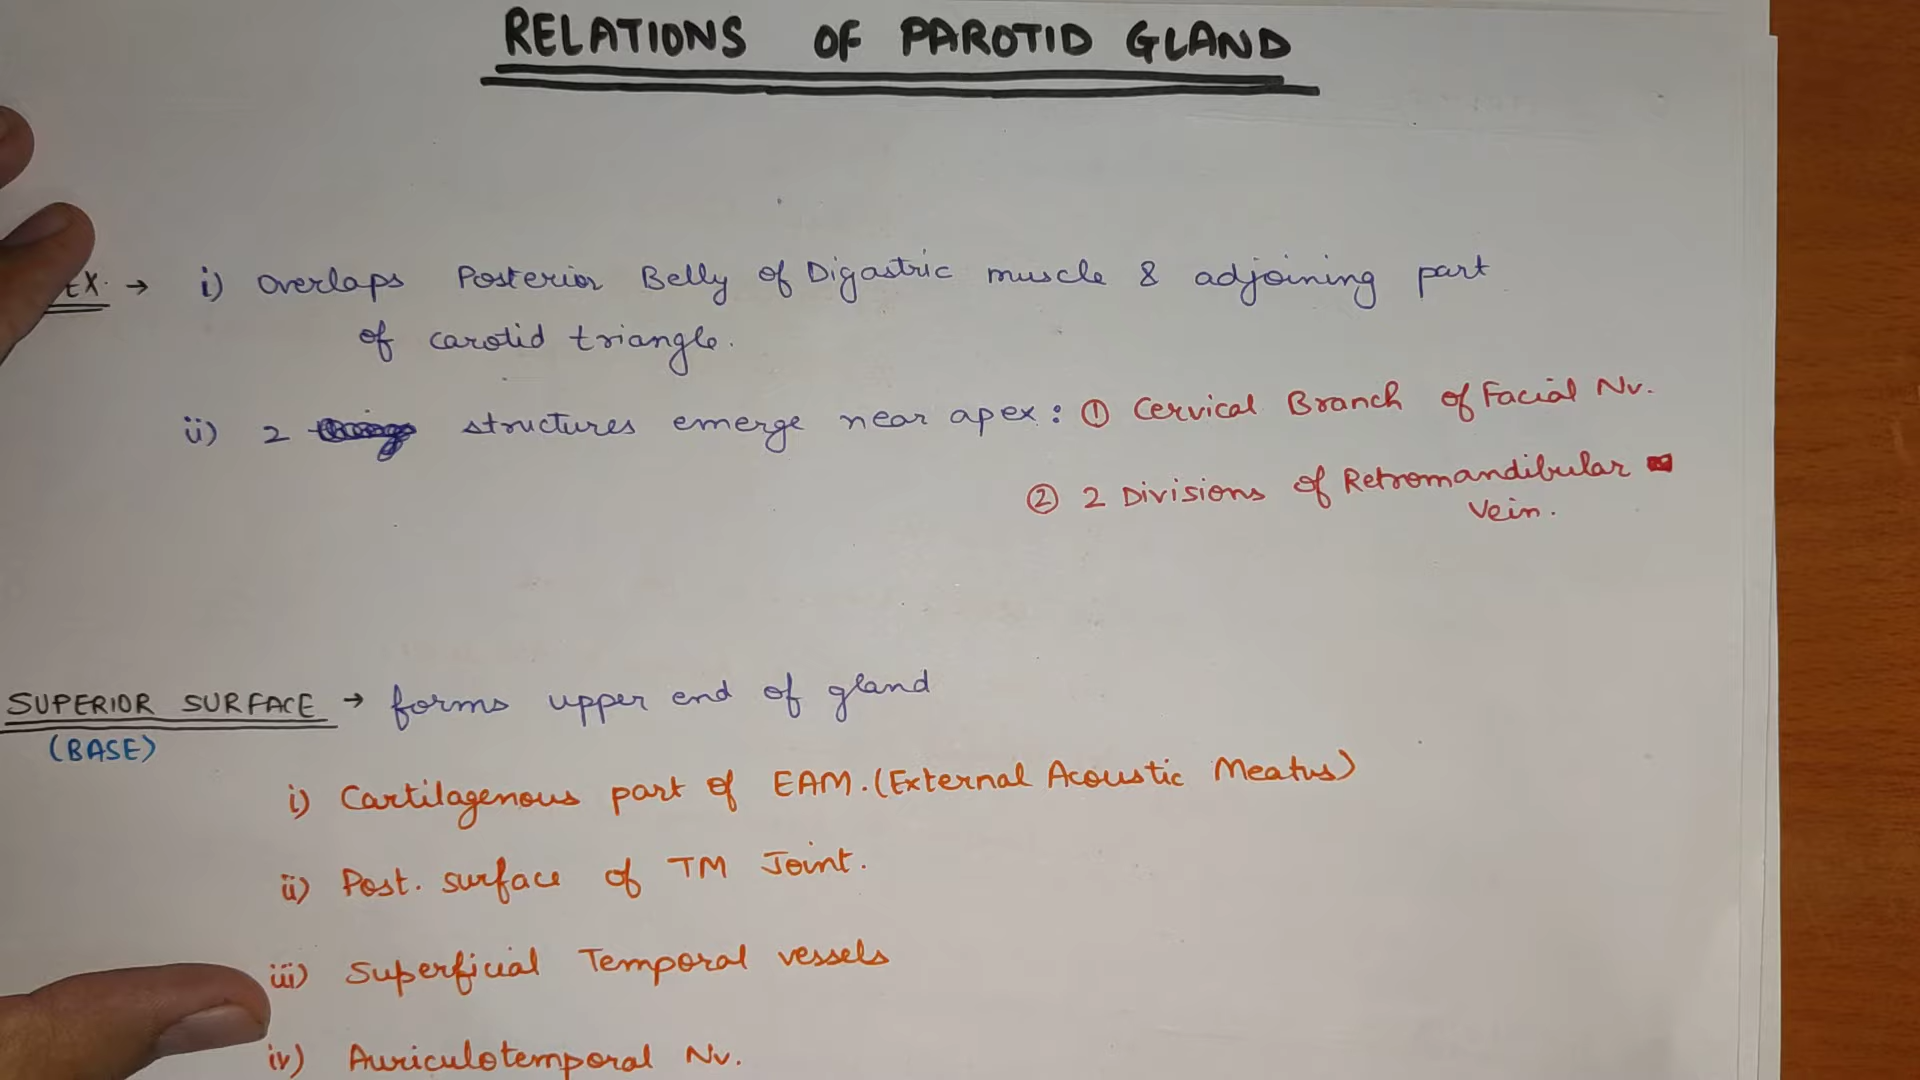 RELATIONS OF PAROTID GLAND
EX. → i) Overlaps Posterior Belly of Digastric muscle & adjoining part
of carotid triangle.
ii) 2 structures emerge near apex: ① Cervical Branch of Facial Nv.
② 2 Divisions of Retromandibular
Vein.
SUPERIOR SURFACE → forms upper end of gland
(BASE)
i) Cartilagenous part of EAM. (External Acoustic Meatus)
ii) Post. surface of TM Joint.
iii) Superficial Temporal vessels
iv) Auriculotemporal Nv.